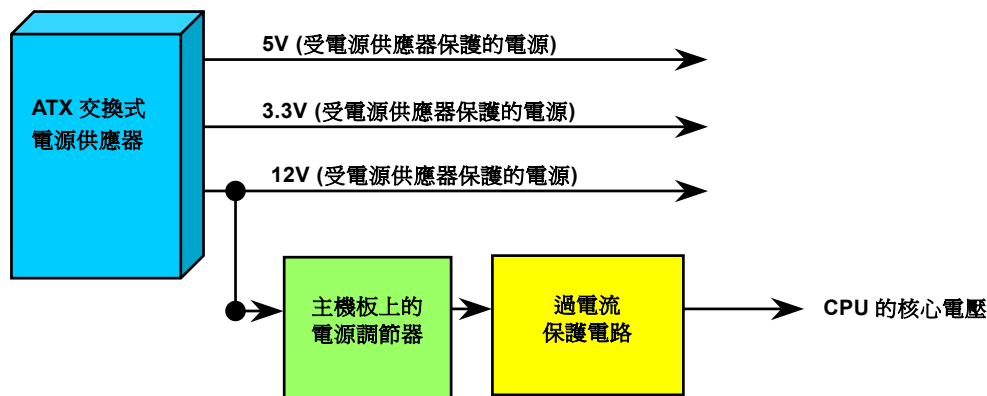 5V (受電源供應器保護的電源)
ATX 交換式
電源供應器
3.3V (受電源供應器保護的電源)
12V (受電源供應器保護的電源)
主機板上的
電源調節器
過電流
保護電路
CPU 的核心電壓